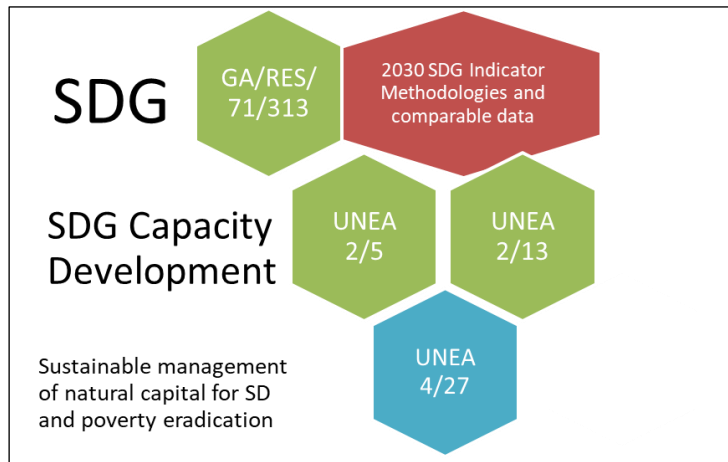 SDG
GA/RES/
71/313
2030 SDG Indicator
Methodologies and
comparable data
SDG Capacity
Development
UNEA
2/5
UNEA
2/13
Sustainable management
of natural capital for SD
and poverty eradication
UNEA
4/27